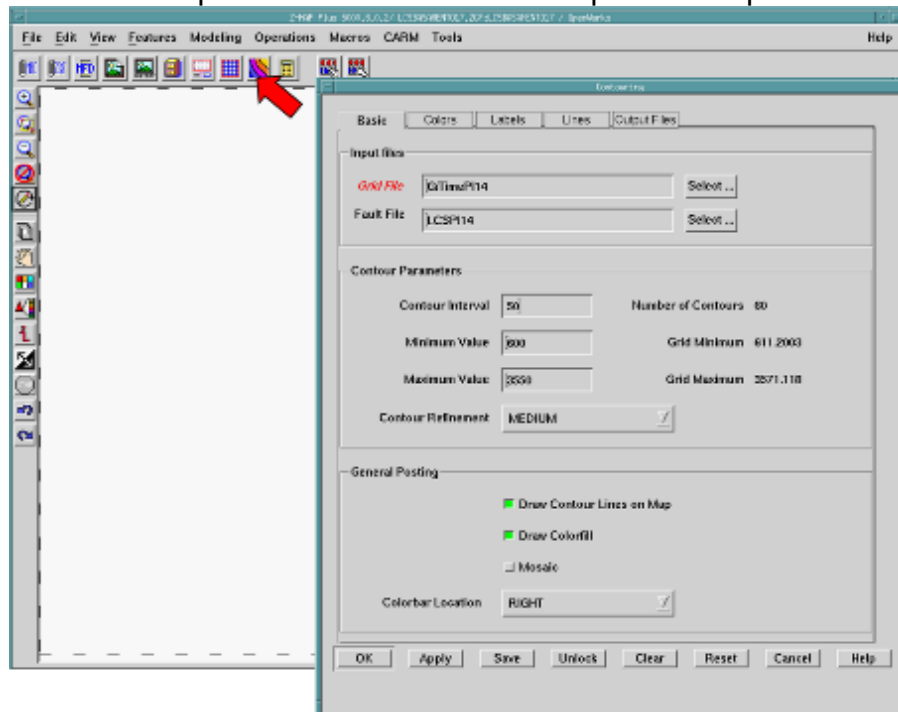 File Edit View Features Modeling Operations Macros CARM Tools Help
Contouring
Basic Colors Labels Lines Output Files
Input files
Grid File Select ...
Fault File Select ...
Contour Parameters
Contour Interval 50 Number of Contours 60
Minimum Value 600 Grid Minimum 611.2003
Maximum Value 3550 Grid Maximum 3571.118
Contour Refinement MEDIUM
General Posting
Draw Contour Lines on Map
Draw Colorfill
Mosaic
Colorbar Location RIGHT
OK Apply Save Unlock Clear Reset Cancel Help